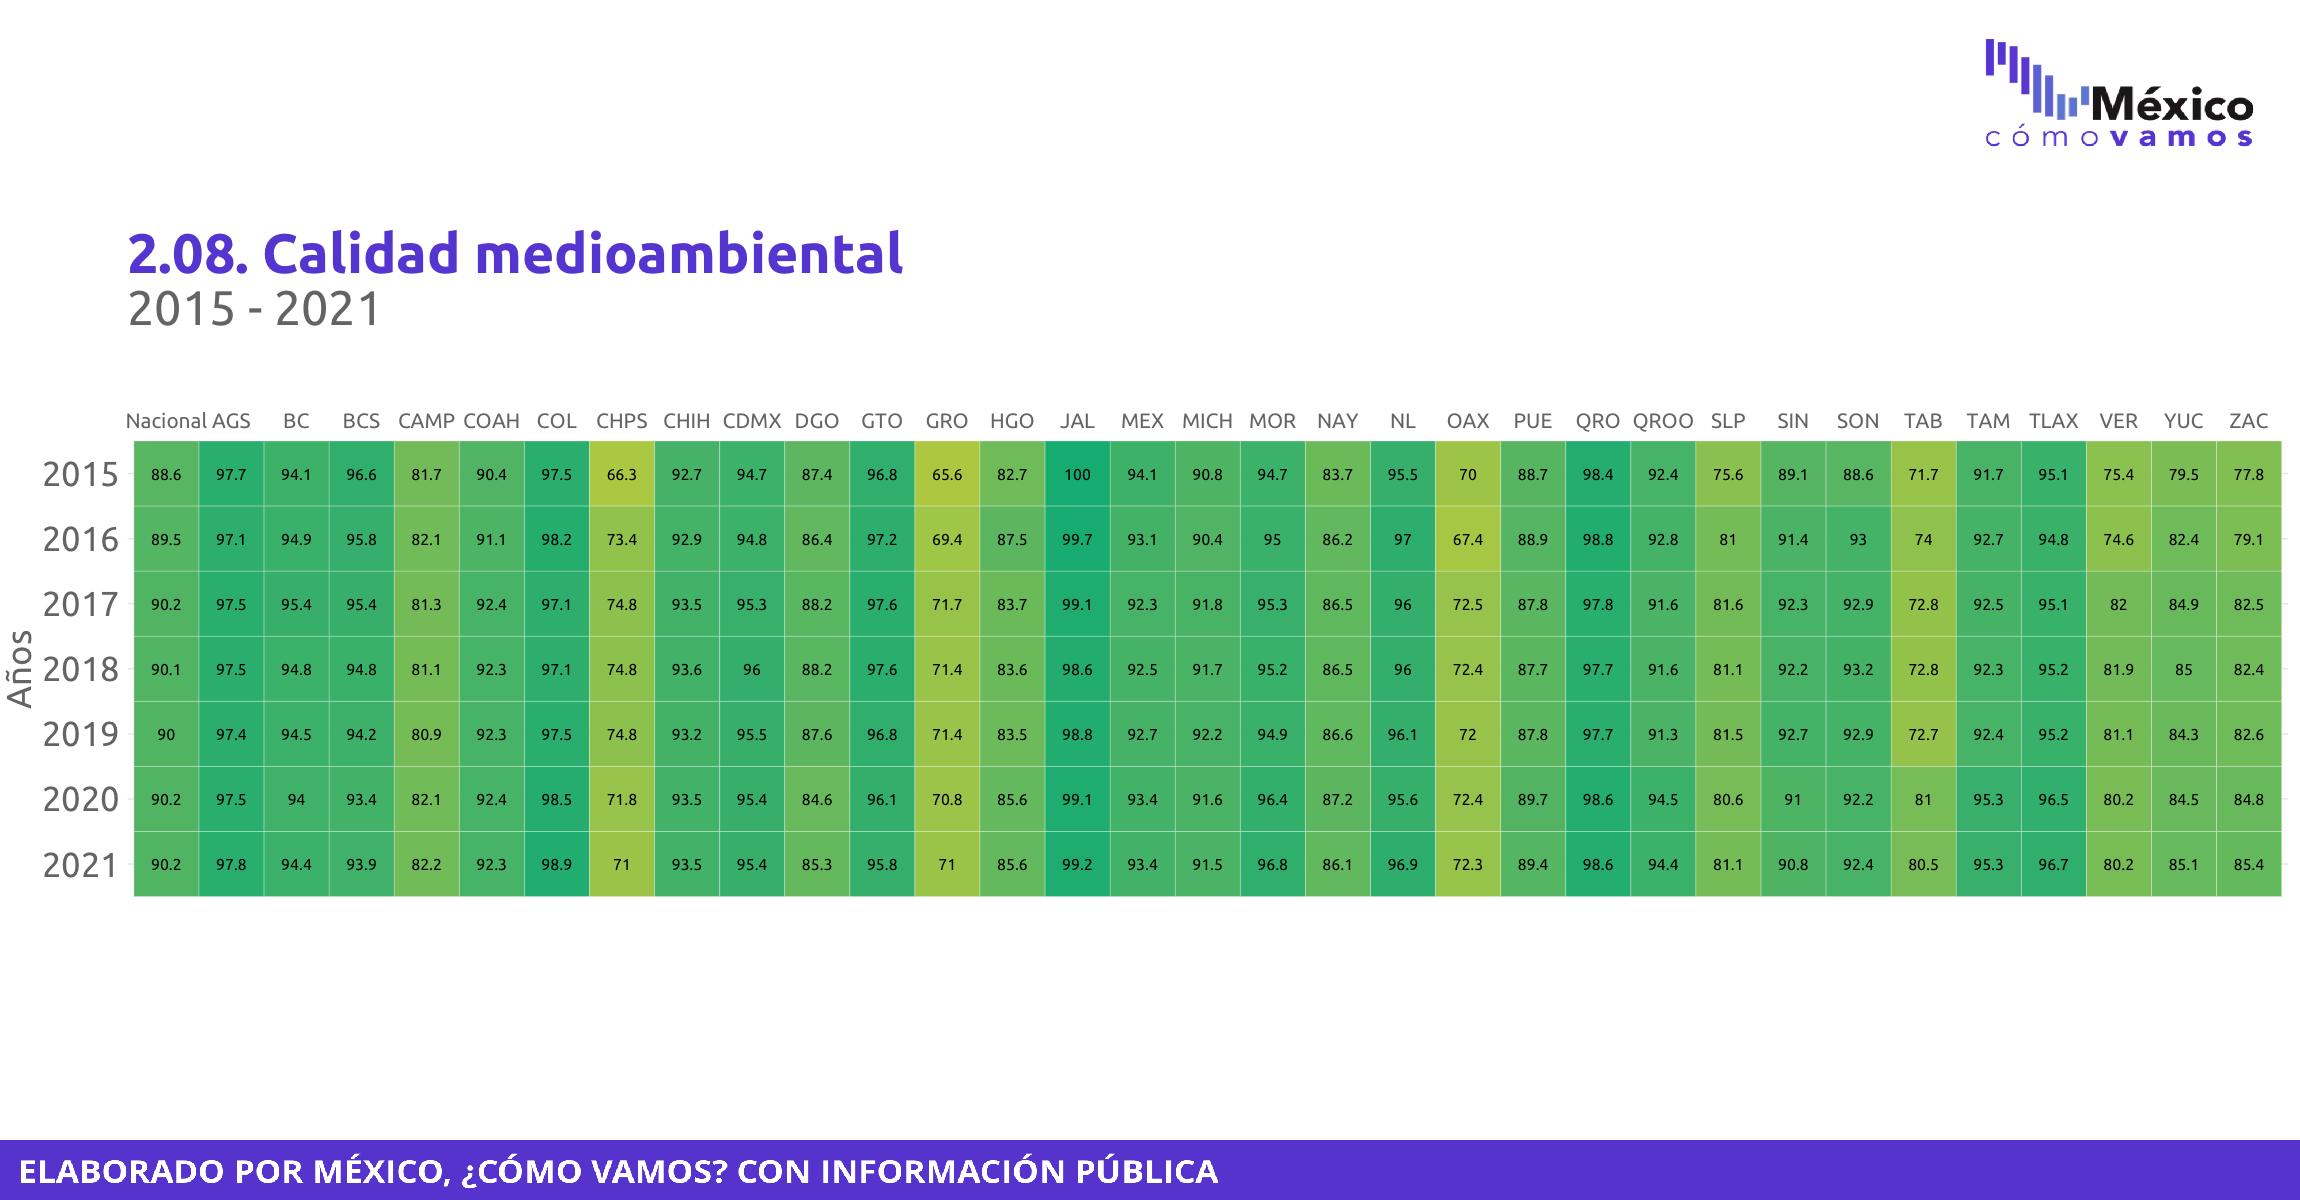 México
cómovamos
2.08. Calidad medioambiental
2015 - 2021
Nacional AGS BC BCS CAMP COAH COL CHPS CHIH CDMX DGO GTO GRO HGO JAL MEX MICH MOR NAY NL OAX PUE QRO QROO SLP SIN SON TAB TAM TLAX VER YUC ZAC
2015 88.6 97.7 94.1 96.6 81.7 90.4 97.5 66.3 92.7 94.7 87.4 96.8 65.6 82.7 100 94.1 90.8 94.7 83.7 95.5 70 88.7 98.4 92.4 75.6 89.1 88.6 71.7 91.7 95.1 75.4 79.5 77.8
2016 89.5 97.1 94.9 95.8 82.1 91.1 98.2 73.4 92.9 94.8 86.4 97.2 69.4 87.5 99.7 93.1 90.4 95 86.2 97 67.4 88.9 98.8 92.8 81 91.4 93 74 92.7 94.8 74.6 82.4 79.1
2017 90.2 97.5 95.4 95.4 81.3 92.4 97.1 74.8 93.5 95.3 88.2 97.6 71.7 83.7 99.1 92.3 91.8 95.3 86.5 96 72.5 87.8 97.8 91.6 81.6 92.3 92.9 72.8 92.5 95.1 82 84.9 82.5
Años
2018 90.1 97.5 94.8 94.8 81.1 92.3 97.1 74.8 93.6 96 88.2 97.6 71.4 83.6 98.6 92.5 91.7 95.2 86.5 96 72.4 87.7 97.7 91.6 81.1 92.2 93.2 72.8 92.3 95.2 81.9 85 82.4
2019 90 97.4 94.5 94.2 80.9 92.3 97.5 74.8 93.2 95.5 87.6 96.8 71.4 83.5 98.8 92.7 92.2 94.9 86.6 96.1 72 87.8 97.7 91.3 81.5 92.7 92.9 72.7 92.4 95.2 81.1 84.3 82.6
2020 90.2 97.5 94 93.4 82.1 92.4 98.5 71.8 93.5 95.4 84.6 96.1 70.8 85.6 99.1 93.4 91.6 96.4 87.2 95.6 72.4 89.7 98.6 94.5 80.6 91 92.2 81 95.3 96.5 80.2 84.5 84.8
2021 90.2 97.8 94.4 93.9 82.2 92.3 98.9 71 93.5 95.4 85.3 95.8 71 85.6 99.2 93.4 91.5 96.8 86.1 96.9 72.3 89.4 98.6 94.4 81.1 90.8 92.4 80.5 95.3 96.7 80.2 85.1 85.4
ELABORADO POR MÉXICO, ¿CÓMO VAMOS? CON INFORMACIÓN PÚBLICA